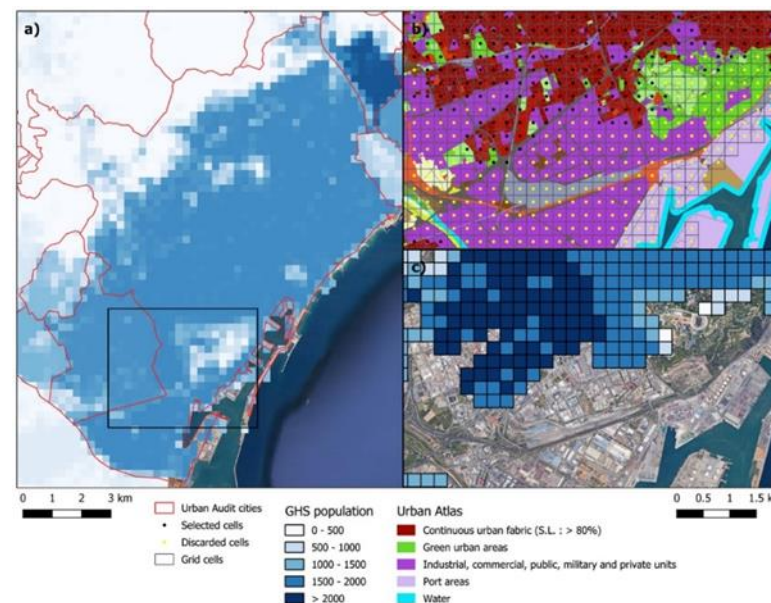 a)
b)
c)
0 1 2 3 km
Urban Audit cities
Selected cells
Discarded cells
Grid cells
GHS population
0 - 500
500 - 1000
1000 - 1500
1500 - 2000
> 2000
Urban Atlas
Continuous urban fabric (S.L. : > 80%)
Green urban areas
Industrial, commercial, public, military and private units
Port areas
Water
0 0.5 1 1.5 k